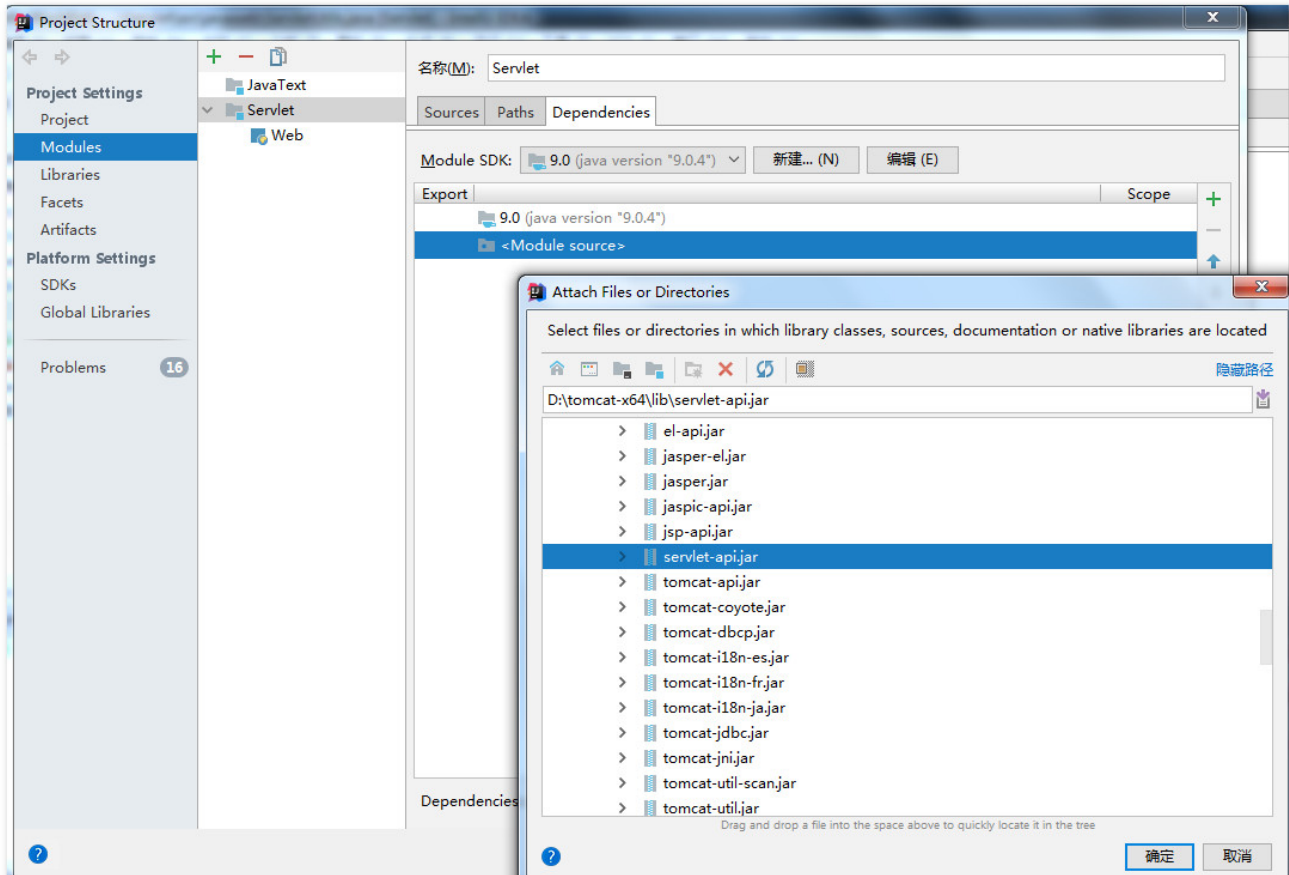 Project Structure
Project Settings
Project
Modules
Libraries
Facets
Artifacts
Platform Settings
SDKs
Global Libraries
Problems 16
JavaText
Servlet
Web
名称(M): Servlet
Sources Paths Dependencies
Module SDK: 9.0 (java version "9.0.4") 新建... (N) 编辑 (E)
Export Scope
9.0 (java version "9.0.4")
<Module source>
Dependencies
Attach Files or Directories
Select files or directories in which library classes, sources, documentation or native libraries are located
隐藏路径
D:\tomcat-x64\lib\servlet-api.jar
el-api.jar
jasper-el.jar
jasper.jar
jaspic-api.jar
jsp-api.jar
servlet-api.jar
tomcat-api.jar
tomcat-coyote.jar
tomcat-dbcp.jar
tomcat-i18n-es.jar
tomcat-i18n-fr.jar
tomcat-i18n-ja.jar
tomcat-jdbc.jar
tomcat-jni.jar
tomcat-util-scan.jar
tomcat-util.jar
Drag and drop a file into the space above to quickly locate it in the tree
确定 取消